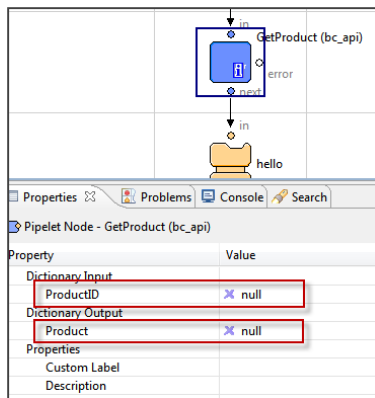 in
GetProduct (bc_api)
error
next
in
hello
Properties Problems Console Search
Pipelet Node - GetProduct (bc_api)
Property Value
Dictionary Input
ProductID null
Dictionary Output
Product null
Properties
Custom Label
Description